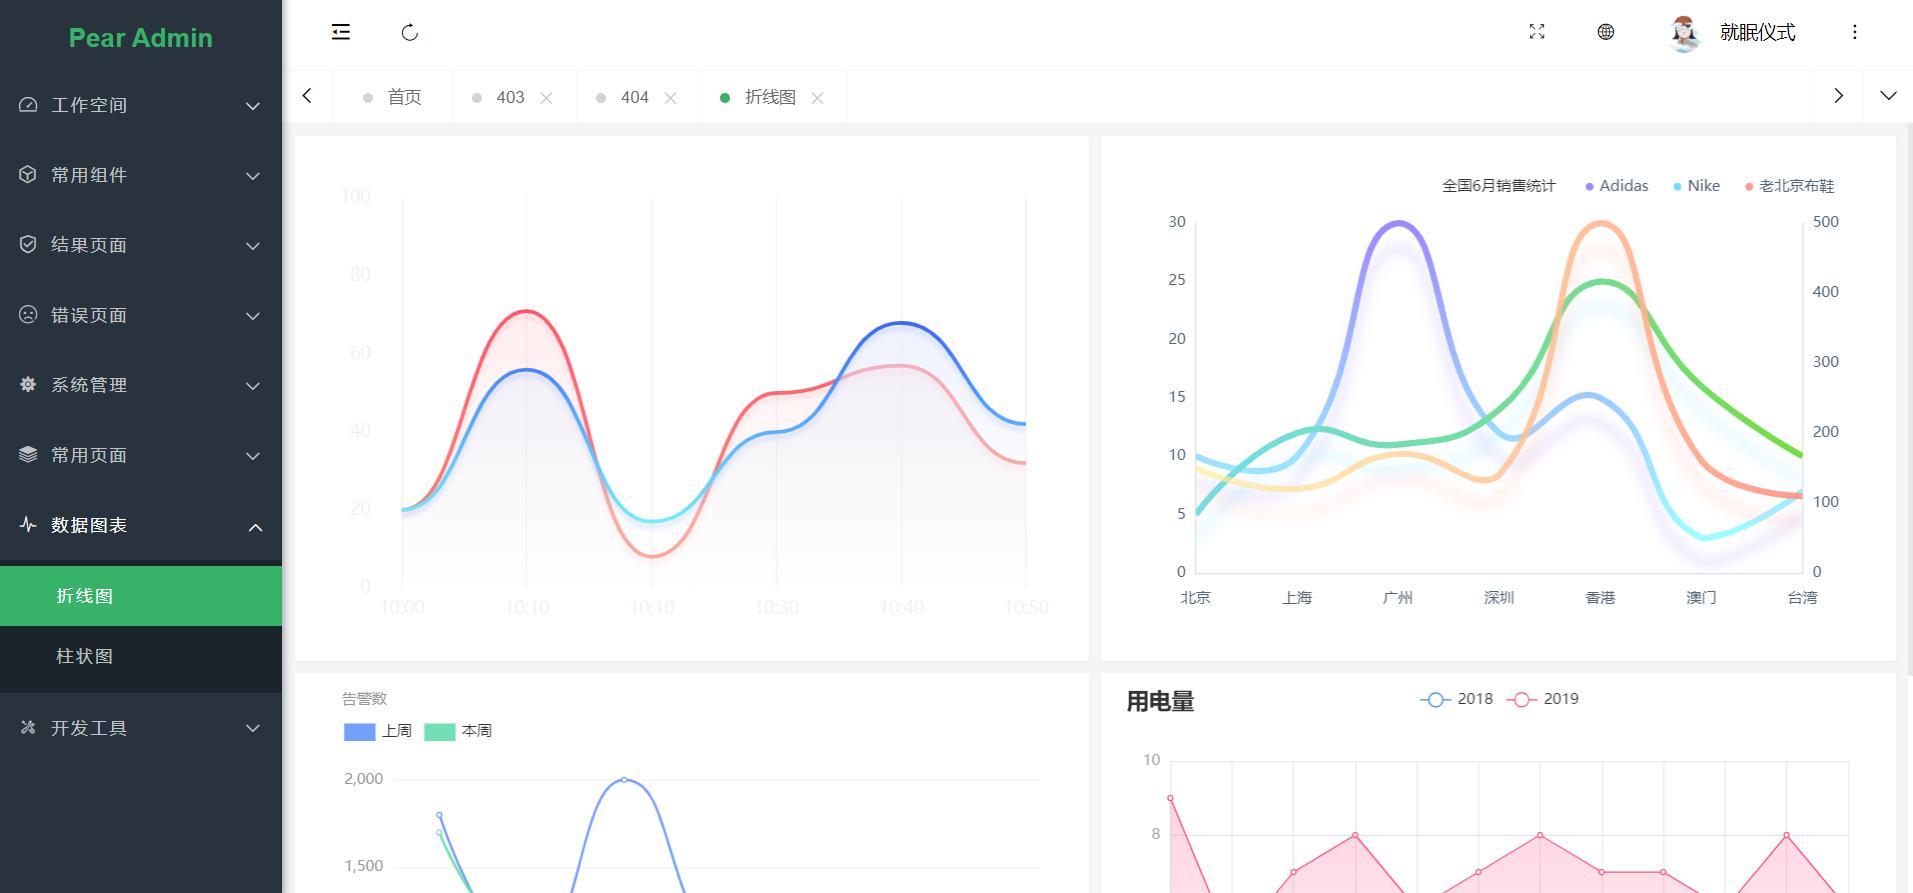 Pear Admin
工作空间
常用组件
结果页面
错误页面
系统管理
常用页面
数据图表
折线图
柱状图
开发工具
就眠仪式
首页
403
404
折线图
100
80
60
40
20
0
10:00 10:10 10:10 10:30 10:40 10:50
全国6月销售统计 Adidas Nike 老北京布鞋
30 500
25
400
20
300
15
200
10
100
5
0 0
北京 上海 广州 深圳 香港 澳门 台湾
告警数
上周 本周
2,000
1,500
用电量 2018 2019
10
8